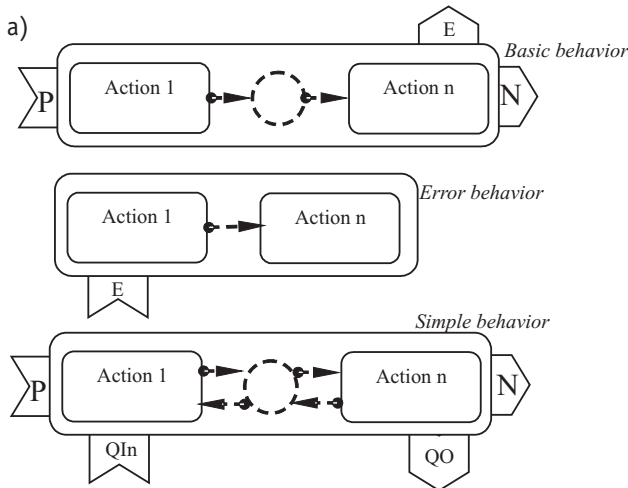 a)
E
Basic behavior
P
Action 1
Action n
N
Error behavior
Action 1
Action n
E
Simple behavior
P
Action 1
Action n
N
QIn
QO